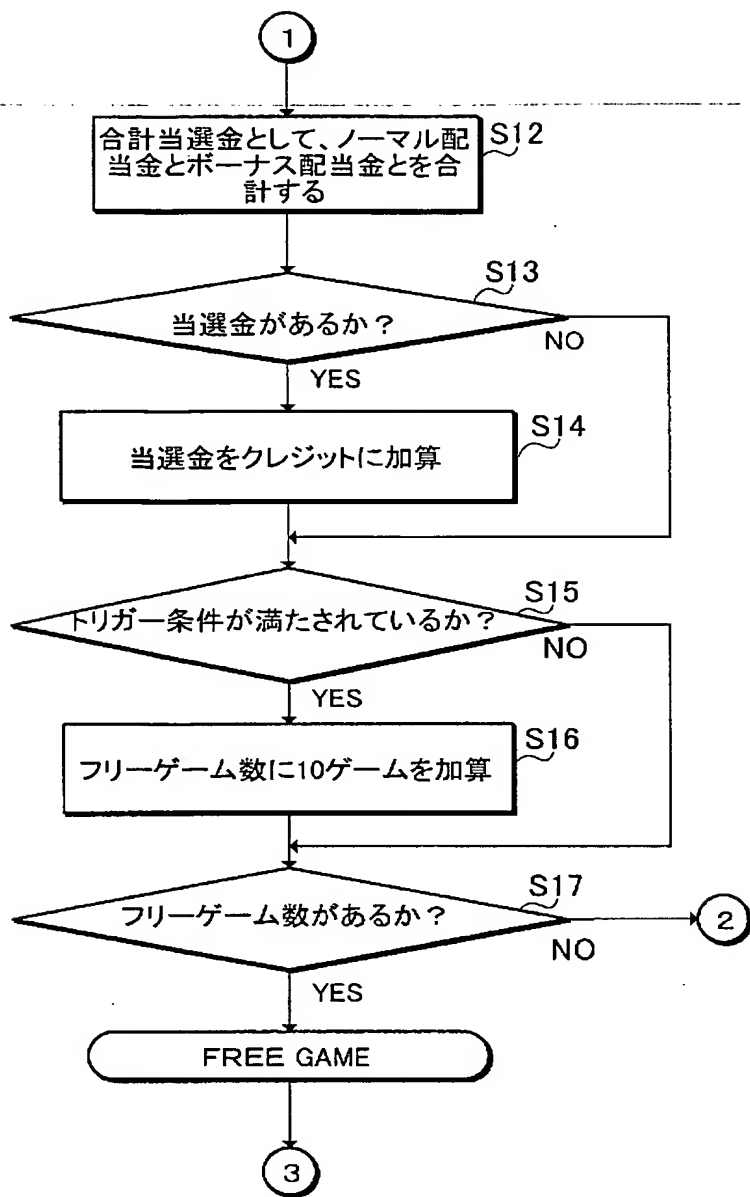 1
合計当選金として、ノーマル配
当金とボーナス配当金とを合
計する
S12
S13
当選金があるか？
NO
YES
S14
当選金をクレジットに加算
S15
トリガー条件が満たされているか？
NO
YES
S16
フリーゲーム数に10ゲームを加算
S17
フリーゲーム数があるか？
2
NO
YES
FREE GAME
3